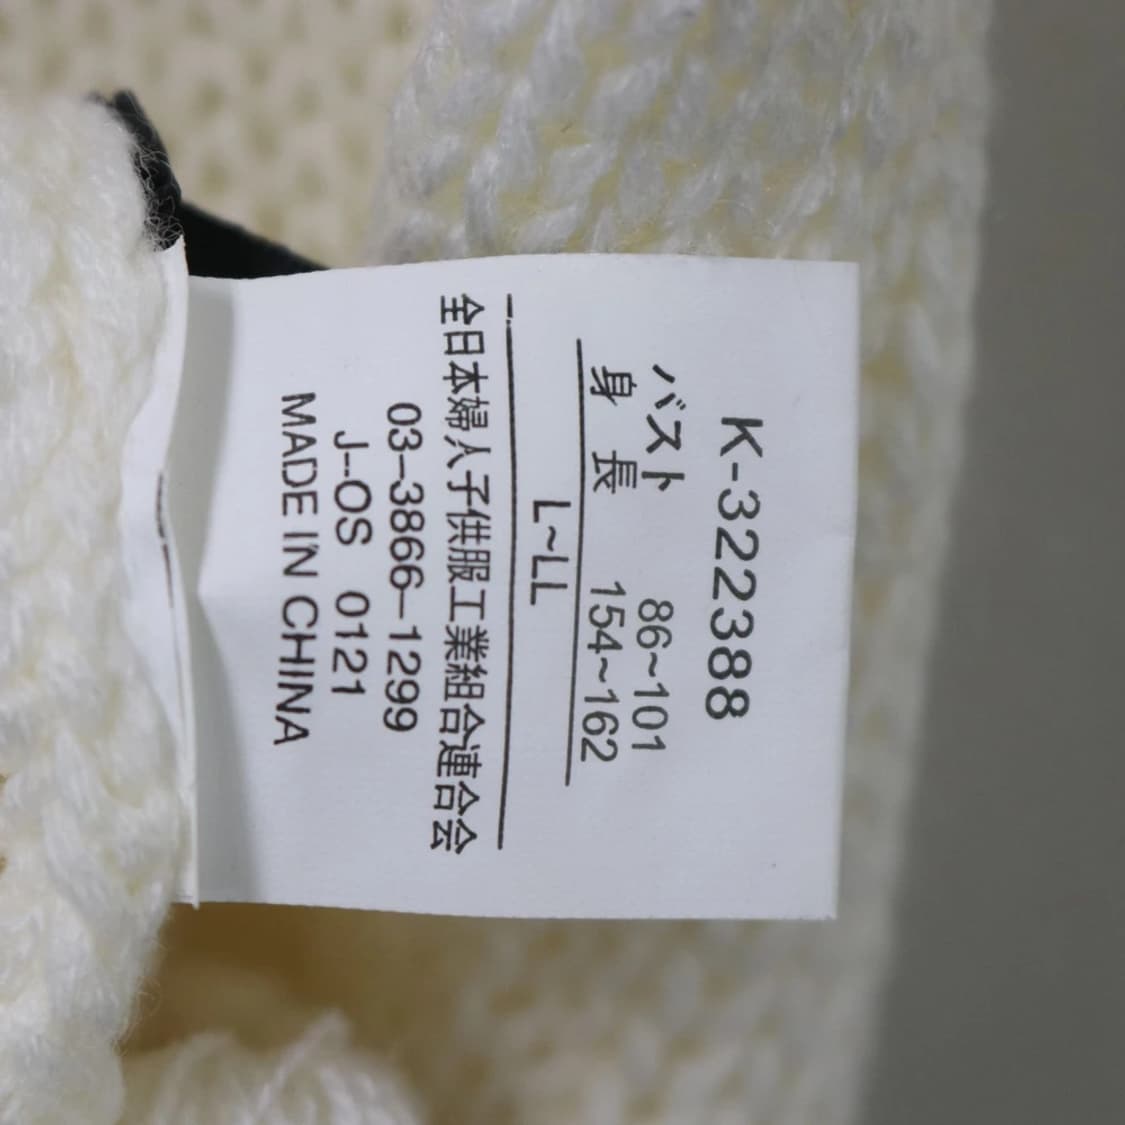 K-322388
バスト 86~101
身長 154~162
L~LL
全日本婦人子供服工業組合連合会
03-3866-1299
J-OS 0121
MADE IN CHINA